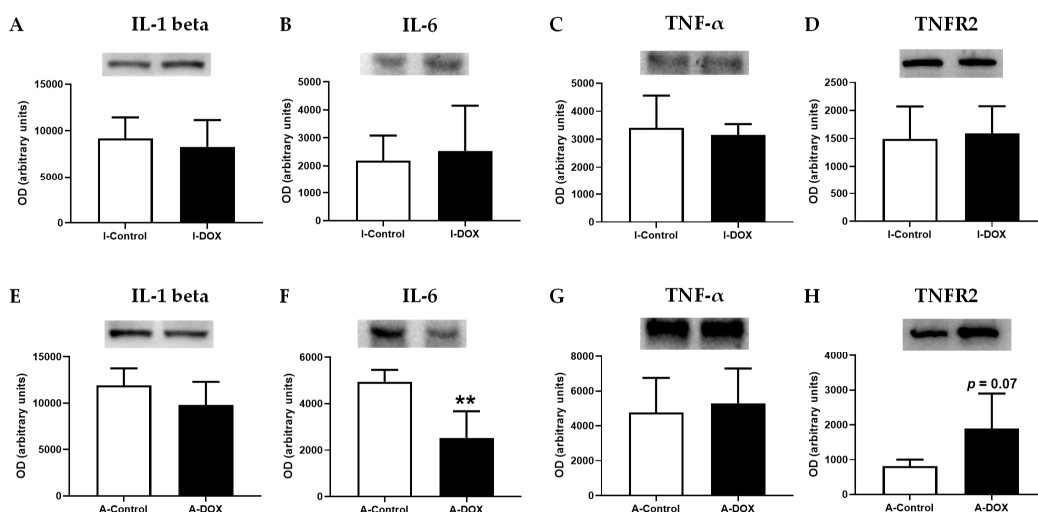 A IL-1 beta
OD (arbitrary units)
15000
10000
5000
0
I-Control I-DOX
B IL-6
OD (arbitrary units)
5000
4000
3000
2000
1000
0
I-Control I-DOX
C TNF-α
OD (arbitrary units)
5000
4000
3000
2000
1000
0
I-Control I-DOX
D TNFR2
OD (arbitrary units)
2500
2000
1500
1000
500
0
I-Control I-DOX
E IL-1 beta
OD (arbitrary units)
15000
10000
5000
0
A-Control A-DOX
F IL-6
OD (arbitrary units)
6000
4000
2000
0
**
A-Control A-DOX
G TNF-α
OD (arbitrary units)
8000
6000
4000
2000
0
A-Control A-DOX
H TNFR2
OD (arbitrary units)
4000
3000
2000
1000
0
p = 0.07
A-Control A-DOX